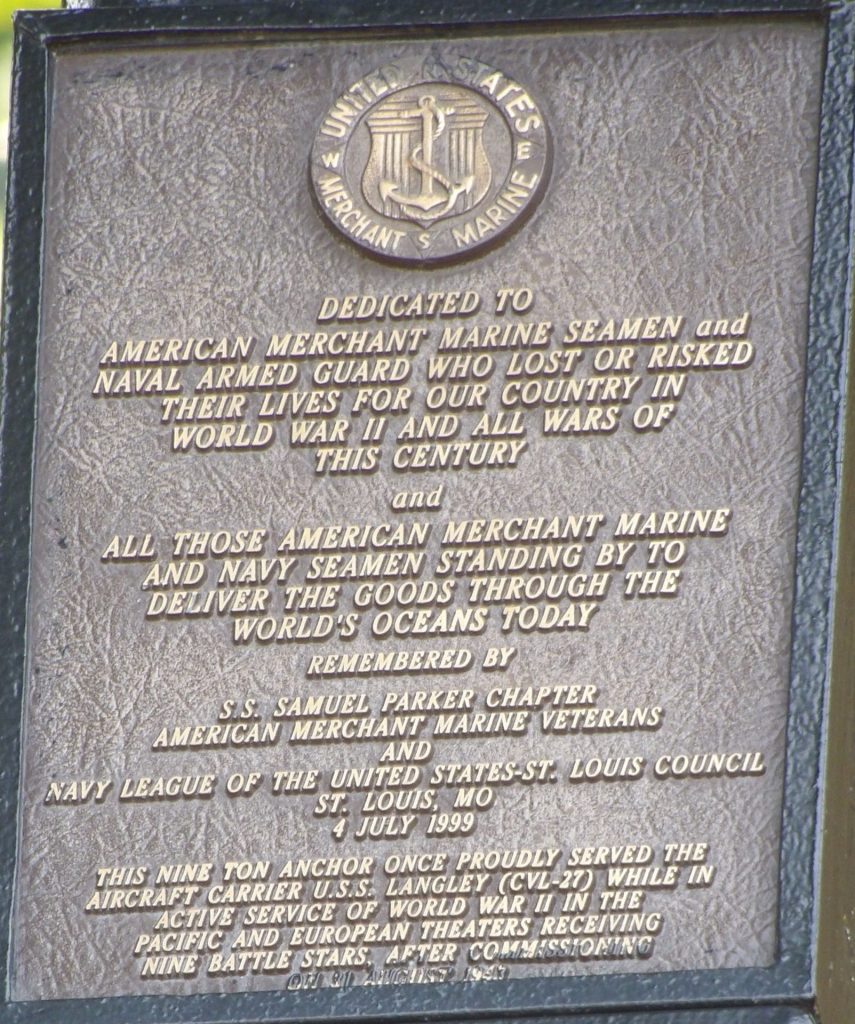 UNITED STATES
W E
MERCHANT S MARINE
DEDICATED TO
AMERICAN MERCHANT MARINE SEAMEN and
NAVAL ARMED GUARD WHO LOST OR RISKED
THEIR LIVES FOR OUR COUNTRY IN
WORLD WAR II AND ALL WARS OF
THIS CENTURY
and
ALL THOSE AMERICAN MERCHANT MARINE
AND NAVY SEAMEN STANDING BY TO
DELIVER THE GOODS THROUGH THE
WORLD'S OCEANS TODAY
REMEMBERED BY
S.S. SAMUEL PARKER CHAPTER
AMERICAN MERCHANT MARINE VETERANS
AND
NAVY LEAGUE OF THE UNITED STATES-ST. LOUIS COUNCIL
ST. LOUIS, MO
4 JULY 1999
THIS NINE TON ANCHOR ONCE PROUDLY SERVED THE
AIRCRAFT CARRIER U.S.S. LANGLEY (CVL-27) WHILE IN
ACTIVE SERVICE OF WORLD WAR II IN THE
PACIFIC AND EUROPEAN THEATERS RECEIVING
NINE BATTLE STARS, AFTER COMMISSIONING
ON 31 AUGUST 1943